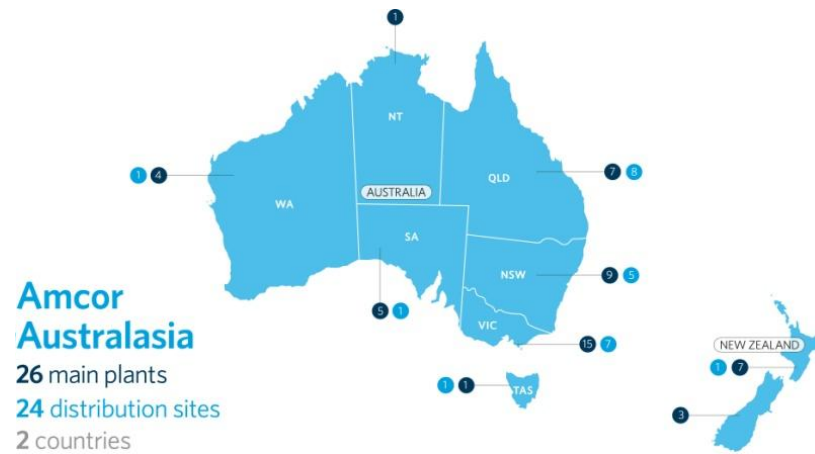 1
NT
1 4
7 8
QLD
AUSTRALIA
WA
SA
NSW
9 5
Amcor
Australasia
5 1
VIC
15 7
NEW ZEALAND
26 main plants
1 7
1 1
TAS
24 distribution sites
3
2 countries